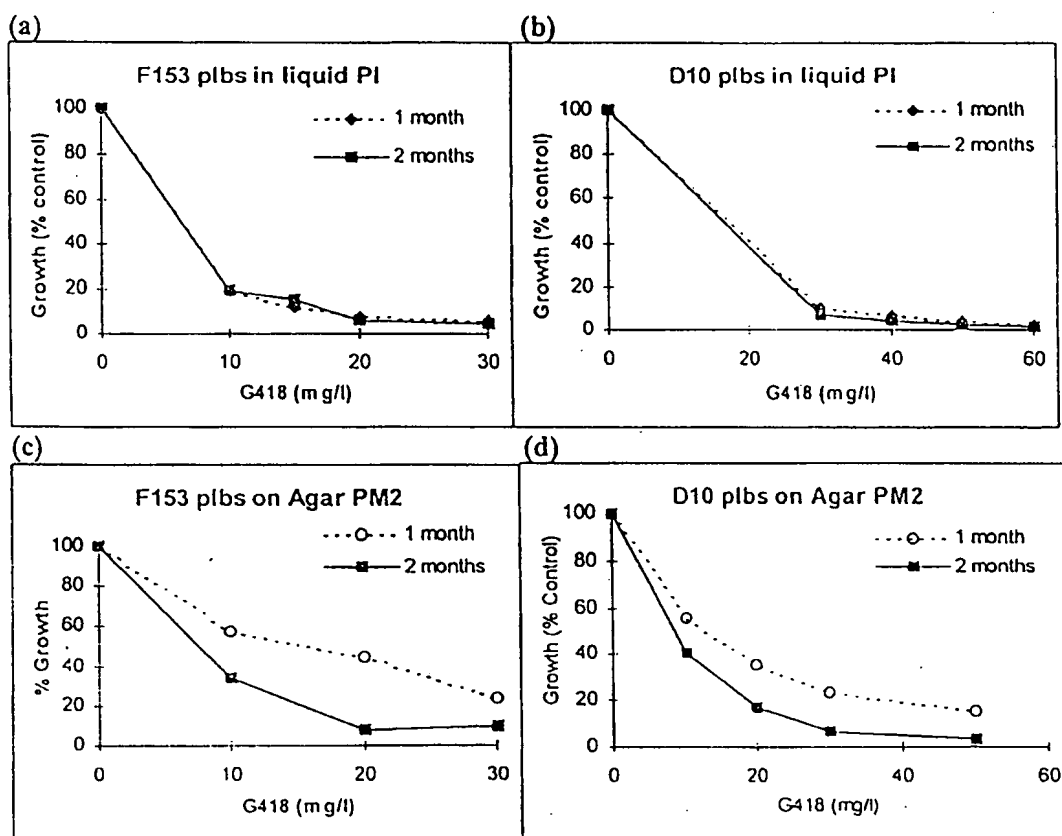 (a)
F153 plbs in liquid PI
1 month
2 months
Growth (% control)
100
80
60
40
20
0
0 10 20 30
G418 (mg/l)
(b)
D10 plbs in liquid PI
1 month
2 months
Growth (% control)
100
80
60
40
20
0
0 20 40 60
G418 (mg/l)
(c)
F153 plbs on Agar PM2
1 month
2 months
% Growth
100
80
60
40
20
0
0 10 20 30
G418 (mg/l)
(d)
D10 plbs on Agar PM2
1 month
2 months
Growth (% Control)
100
80
60
40
20
0
0 20 40 60
G418 (mg/l)